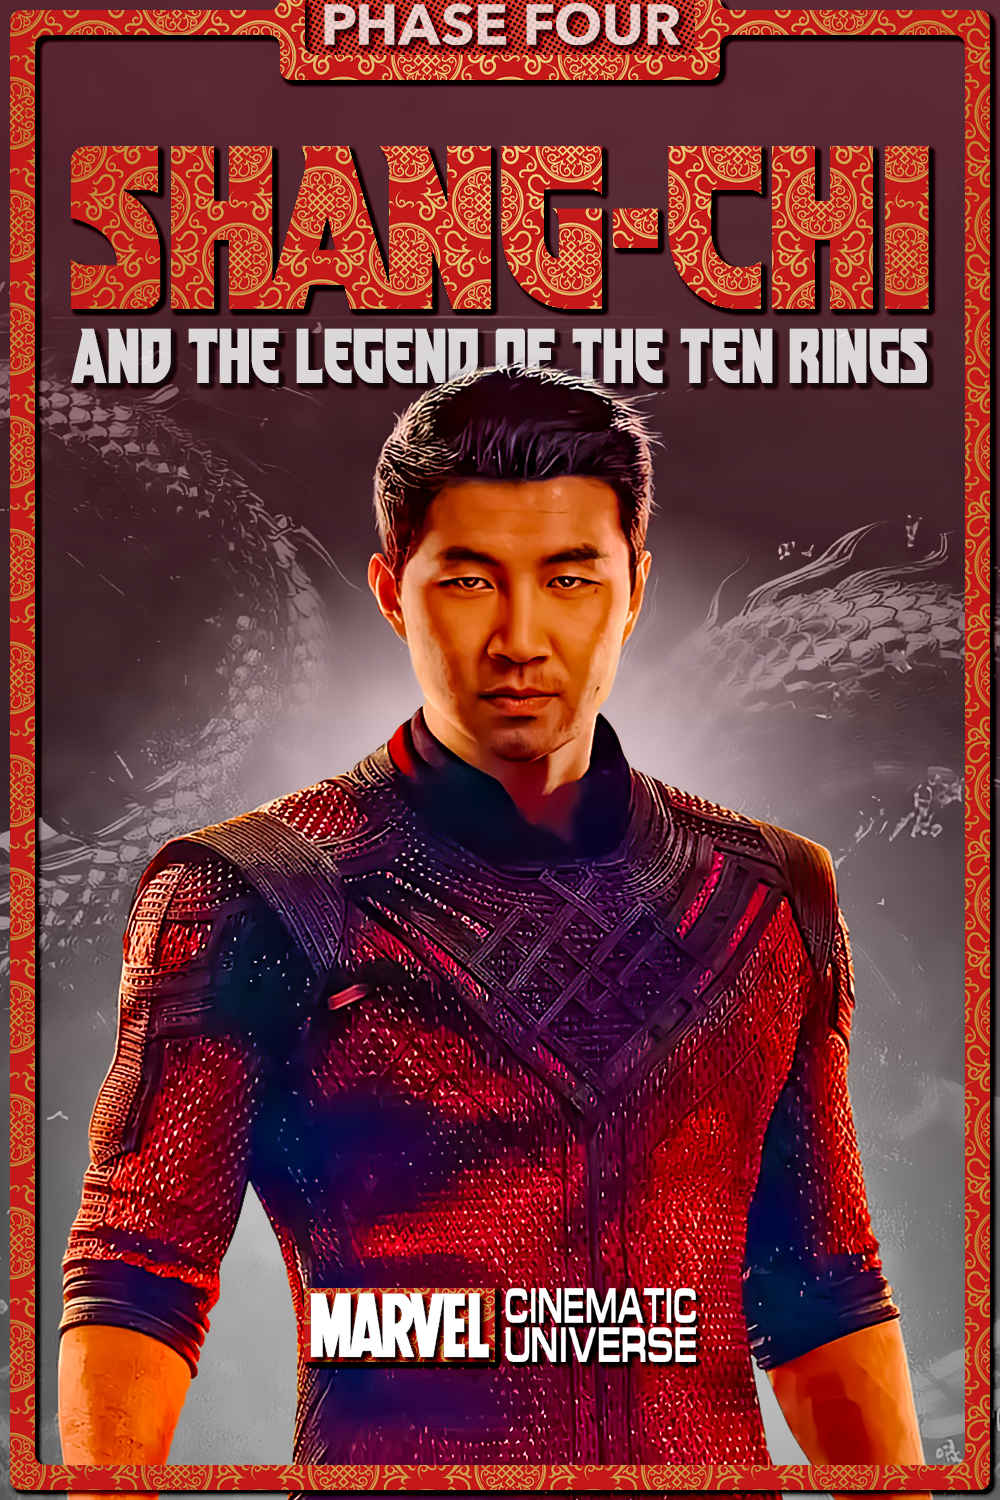 PHASE FOUR
SHANG-CHI
AND THE LEGEND OF THE TEN RINGS
MARVEL CINEMATIC
UNIVERSE